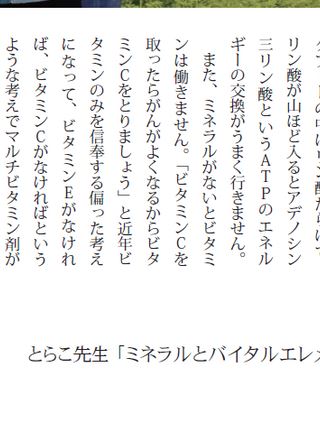 リン酸が山ほど入るとアデノシン
三リン酸というＡＴＰのエネル
ギーの交換がうまく行きません。
また、ミネラルがないとビタミ
ンは働きません。「ビタミンＣを
取ったらがんがよくなるからビタ
ミンＣをとりましょう」と近年ビ
タミンのみを信奉する偏った考え
になって、ビタミンＥがなけれ
ば、ビタミンＣがなければという
ような考えでマルチビタミン剤が
とらこ先生「ミネラルとバイタルエレメ